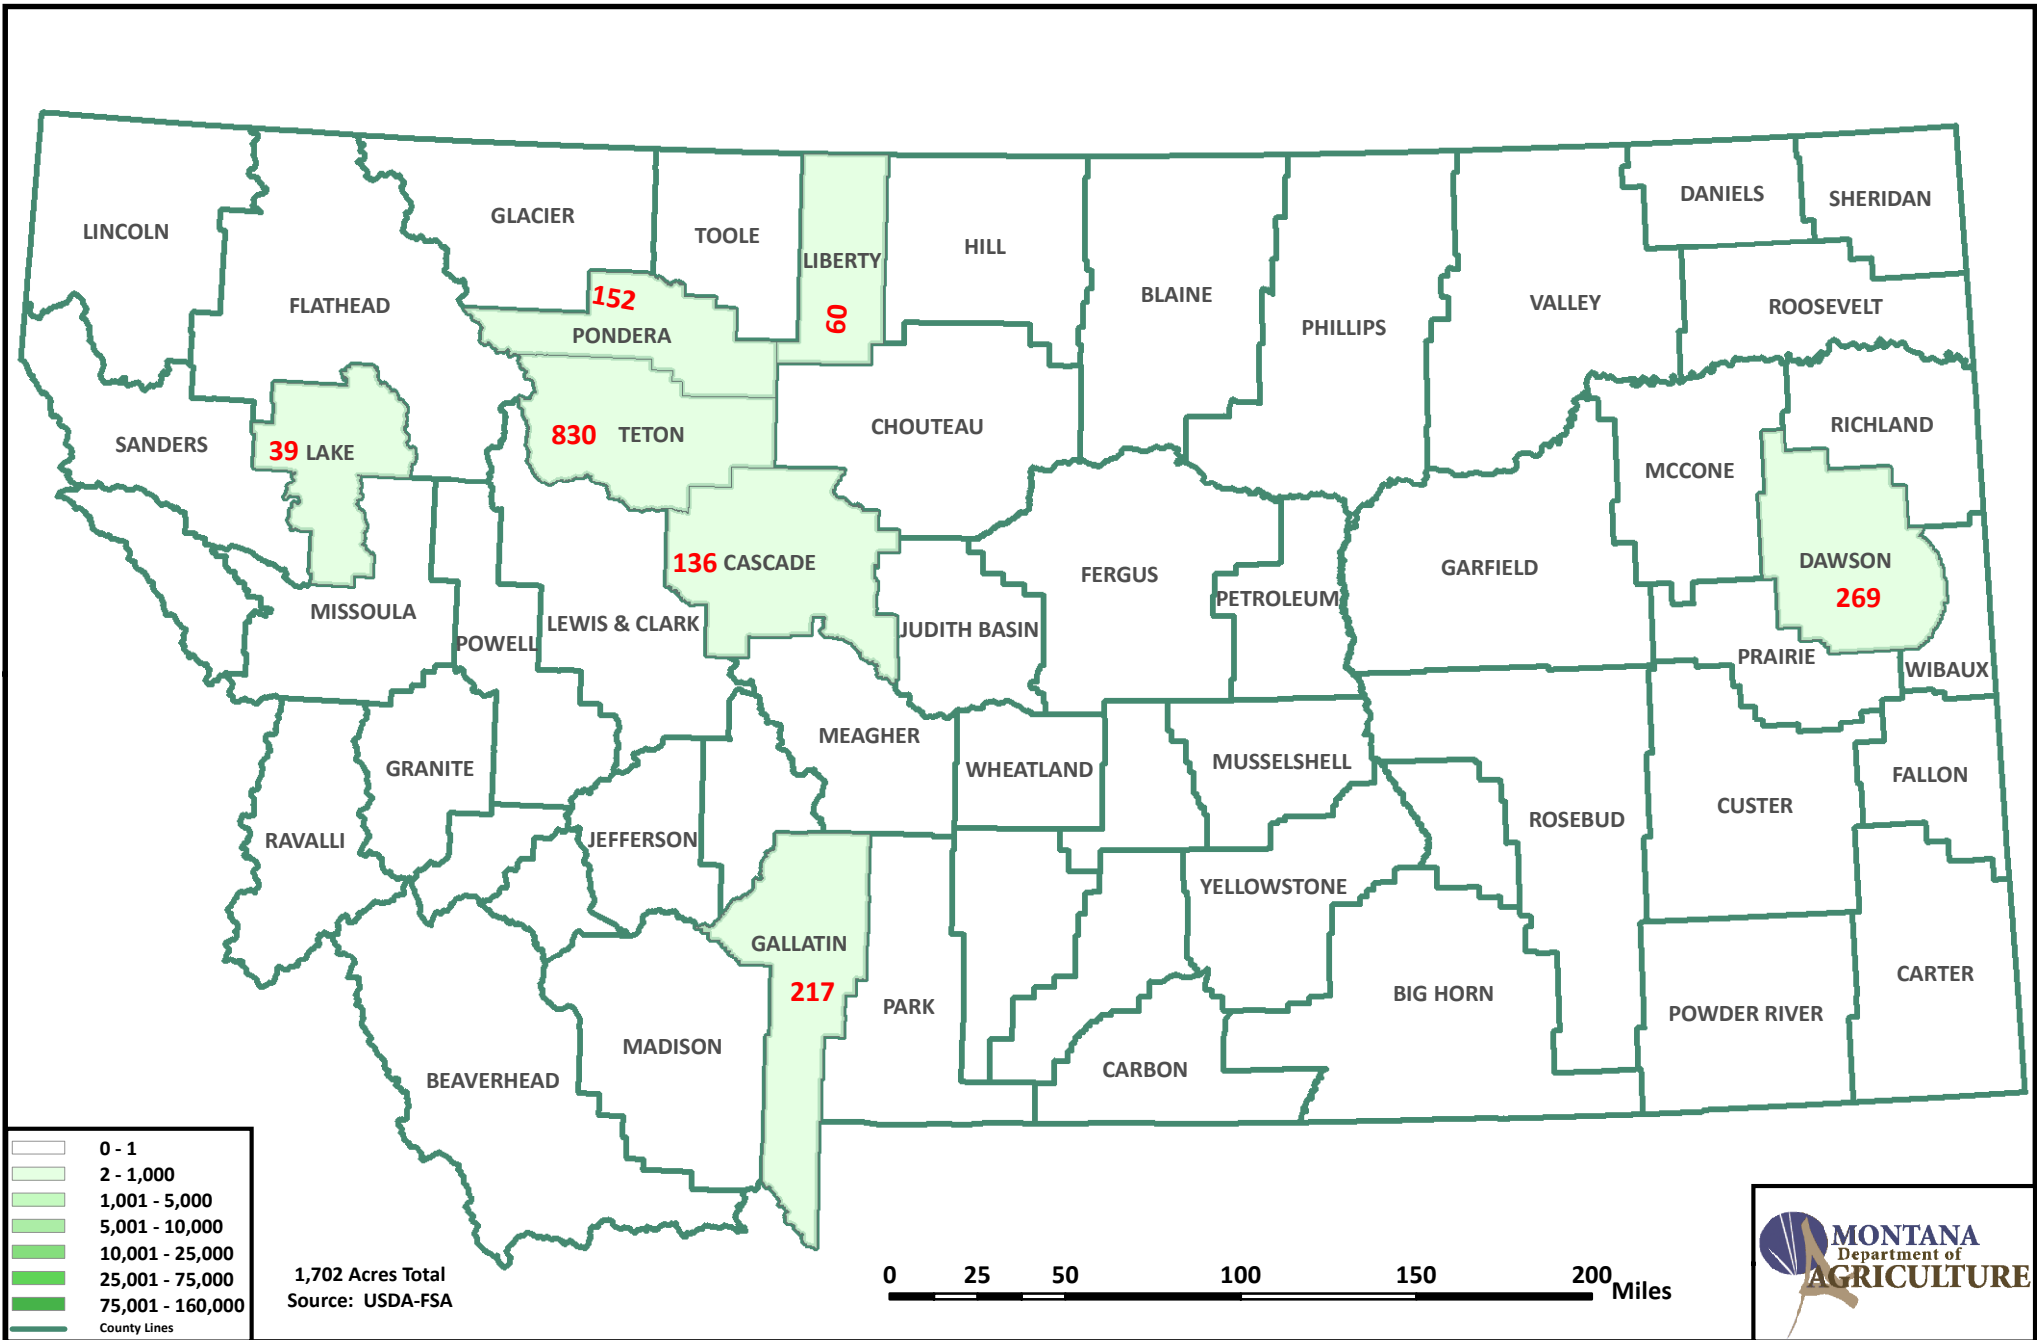 LINCOLN
FLATHEAD
GLACIER
TOOLE
LIBERTY
60
HILL
BLAINE
PHILLIPS
VALLEY
DANIELS
SHERIDAN
ROOSEVELT
152
PONDERA
SANDERS
39 LAKE
830 TETON
CHOUTEAU
RICHLAND
MCCONE
136 CASCADE
FERGUS
PETROLEUM
GARFIELD
DAWSON
269
MISSOULA
POWELL
LEWIS & CLARK
JUDITH BASIN
PRAIRIE
WIBAUX
GRANITE
MEAGHER
WHEATLAND
MUSSELSHELL
ROSEBUD
CUSTER
FALLON
RAVALLI
JEFFERSON
YELLOWSTONE
GALLATIN
217
PARK
BIG HORN
POWDER RIVER
CARTER
BEAVERHEAD
MADISON
CARBON
0 - 1
2 - 1,000
1,001 - 5,000
5,001 - 10,000
10,001 - 25,000
25,001 - 75,000
75,001 - 160,000
County Lines
1,702 Acres Total
Source: USDA-FSA
0 25 50 100 150 200 Miles
MONTANA
Department of
AGRICULTURE